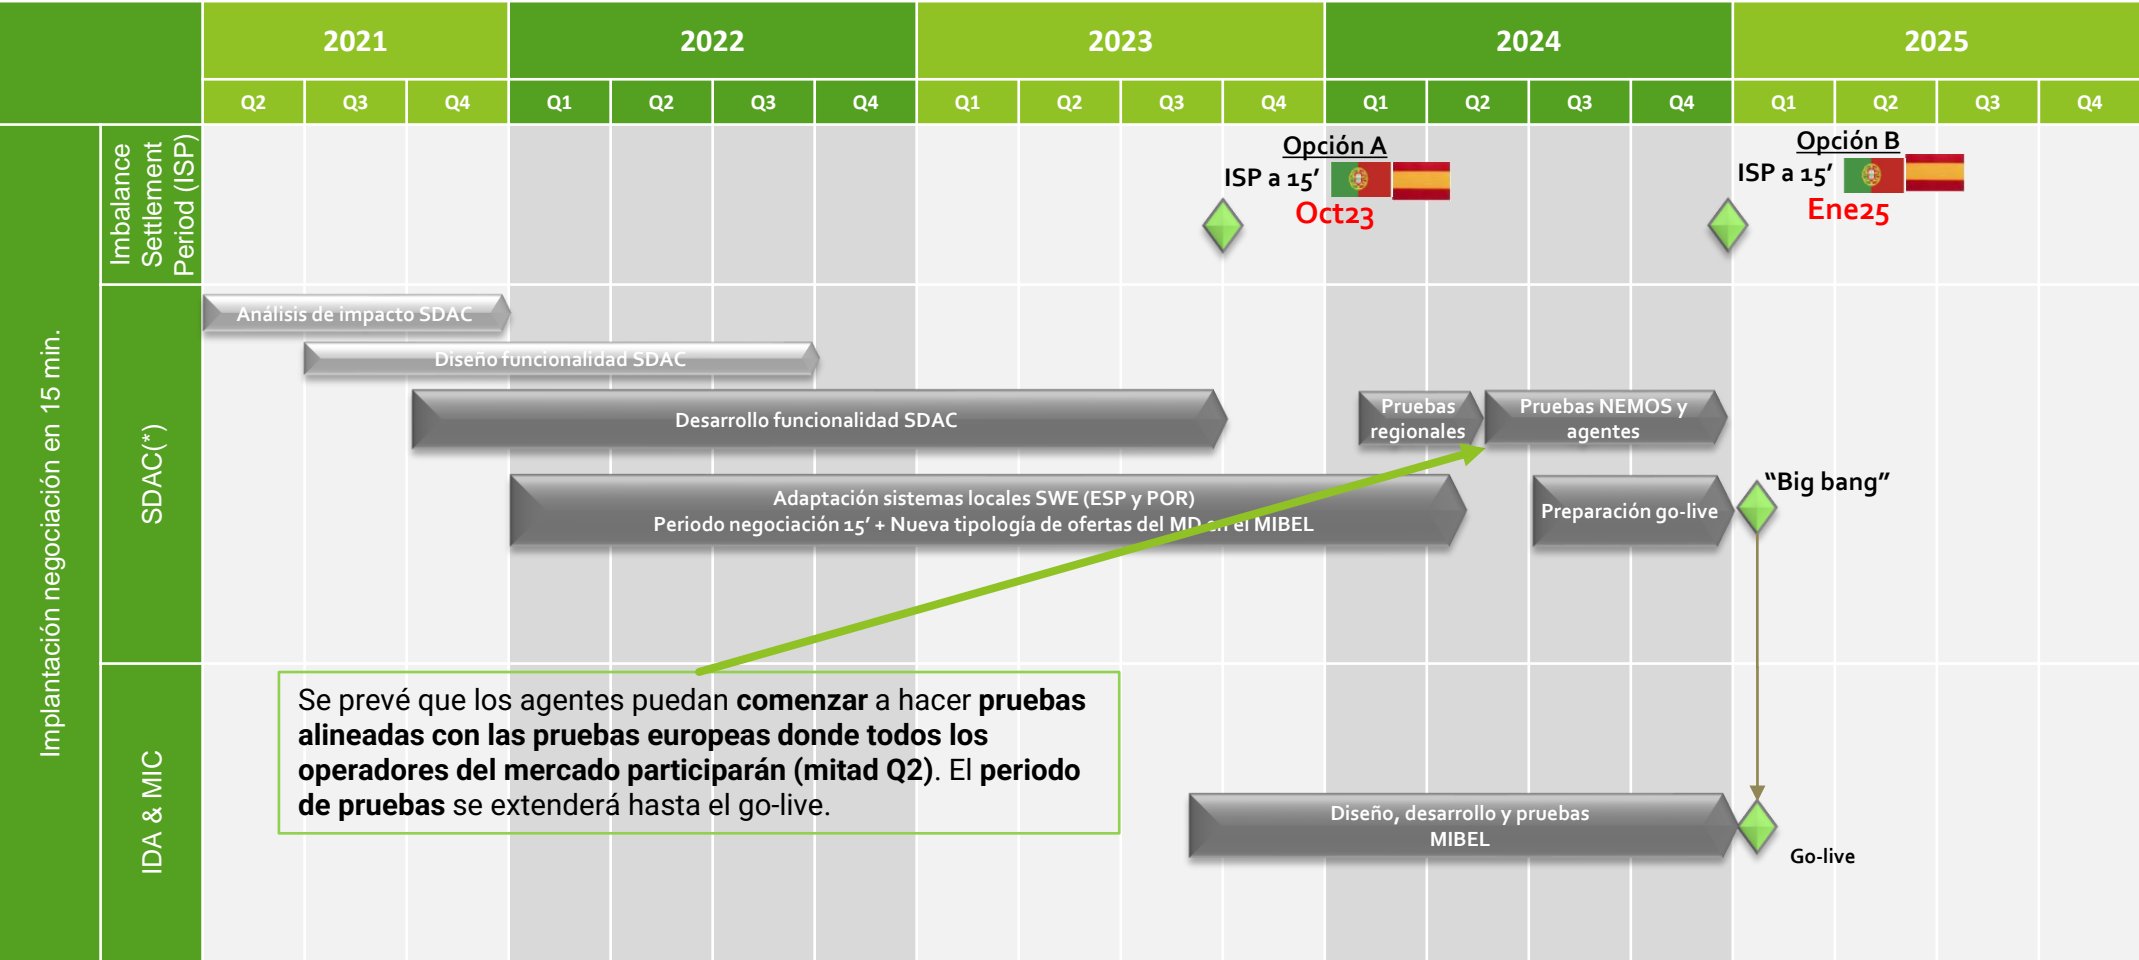 2021
2022
2023
2024
2025
Q2
Q3
Q4
Q1
Q2
Q3
Q4
Q1
Q2
Q3
Q4
Q1
Q2
Q3
Q4
Q1
Q2
Q3
Q4
Implantación negociación en 15 min.
Imbalance
Settlement
Period (ISP)
Opción A
ISP a 15’
Oct23
Opción B
ISP a 15’
Ene25
SDAC(*)
Análisis de impacto SDAC
Diseño funcionalidad SDAC
Desarrollo funcionalidad SDAC
Pruebas
regionales
Pruebas NEMOS y
agentes
Adaptación sistemas locales SWE (ESP y POR)
Periodo negociación 15’ + Nueva tipología de ofertas del MD en el MIBEL
Preparación go-live
“Big bang”
IDA & MIC
Se prevé que los agentes puedan comenzar a hacer pruebas
alineadas con las pruebas europeas donde todos los
operadores del mercado participarán (mitad Q2). El periodo
de pruebas se extenderá hasta el go-live.
Diseño, desarrollo y pruebas
MIBEL
Go-live